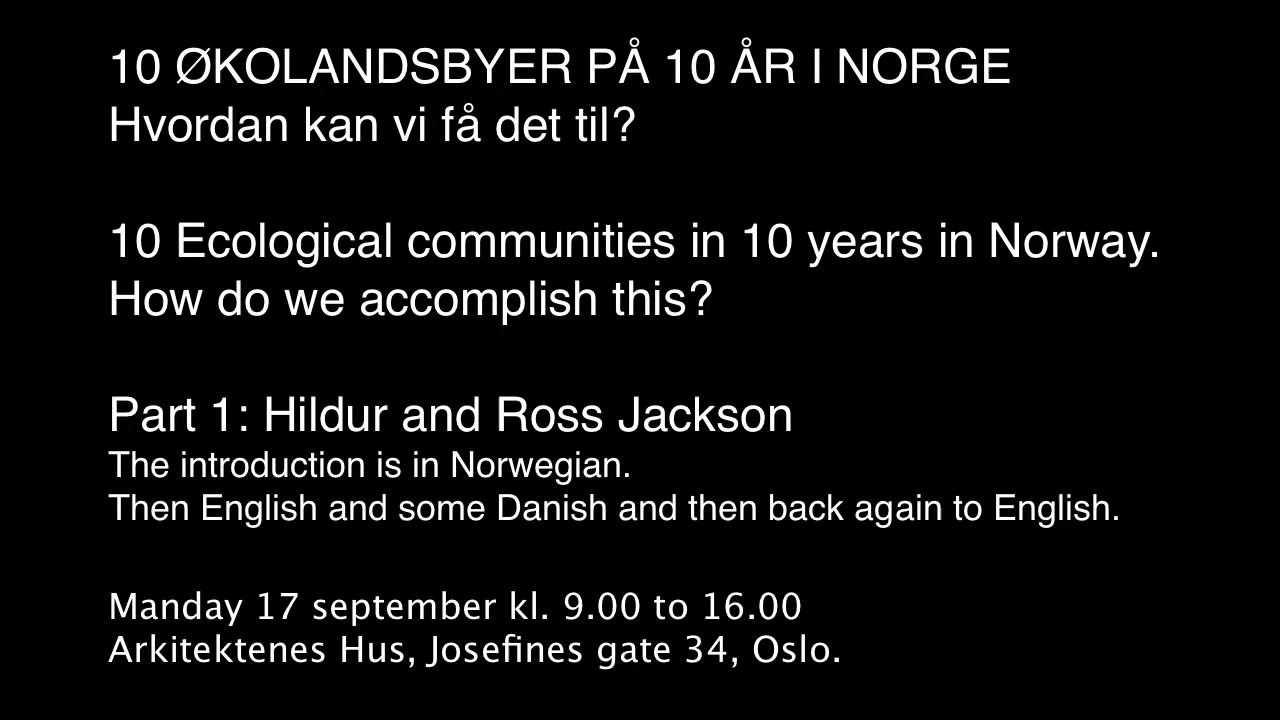 10 ØKOLANDSBYER PÅ 10 ÅR I NORGE
Hvordan kan vi få det til?
10 Ecological communities in 10 years in Norway.
How do we accomplish this?
Part 1: Hildur and Ross Jackson
The introduction is in Norwegian.
Then English and some Danish and then back again to English.
Manday 17 september kl. 9.00 to 16.00
Arkitektenes Hus, Josefines gate 34, Oslo.